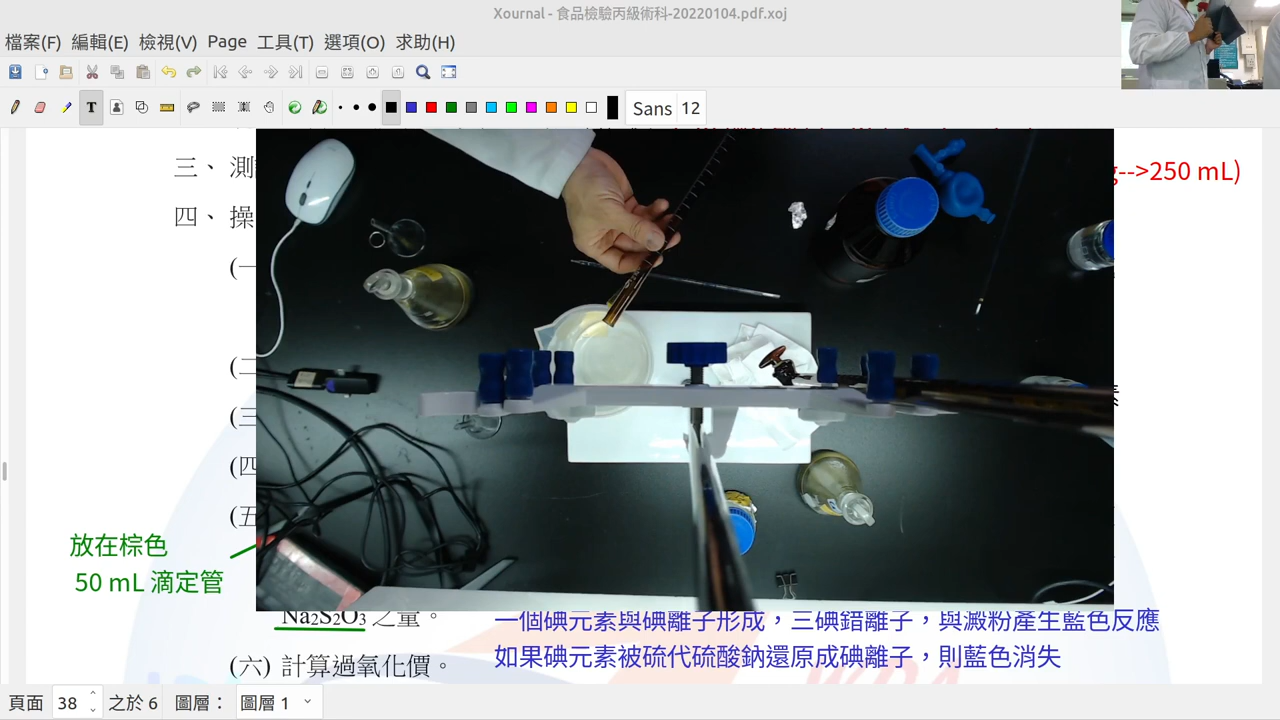 Xournal - 食品檢驗丙級術科-20220104.pdf.xoj
檔案(F) 編輯(E) 檢視(V) Page 工具(T) 選項(O) 求助(H)
T Sans 12
三、 測
-->250 mL)
四、 操
(一
(二
(三
(四
(五
放在棕色
50 mL 滴定管
Na₂S₂O₃ 之量。
一個碘元素與碘離子形成，三碘錯離子，與澱粉產生藍色反應
如果碘元素被硫代硫酸鈉還原成碘離子，則藍色消失
(六) 計算過氧化價。
頁面 38 之於 6 圖層： 圖層 1